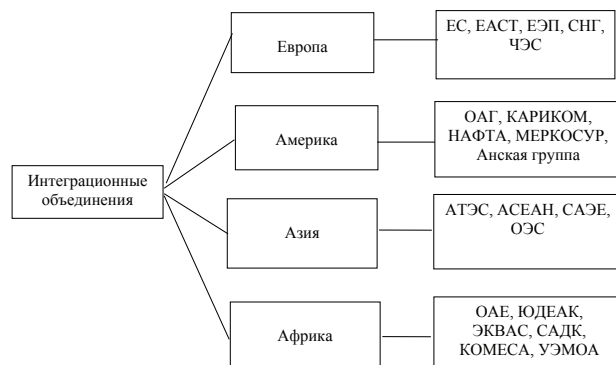 Интеграционные
объединения
Европа
ЕС, ЕАСТ, ЕЭП, СНГ,
ЧЭС
Америка
ОАГ, КАРИКОМ,
НАФТА, МЕРКОСУР,
Анская группа
Азия
АТЭС, АСЕАН, САЭЕ,
ОЭС
Африка
ОАЕ, ЮДЕАК,
ЭКВАС, САДК,
КОМЕСА, УЭМОА